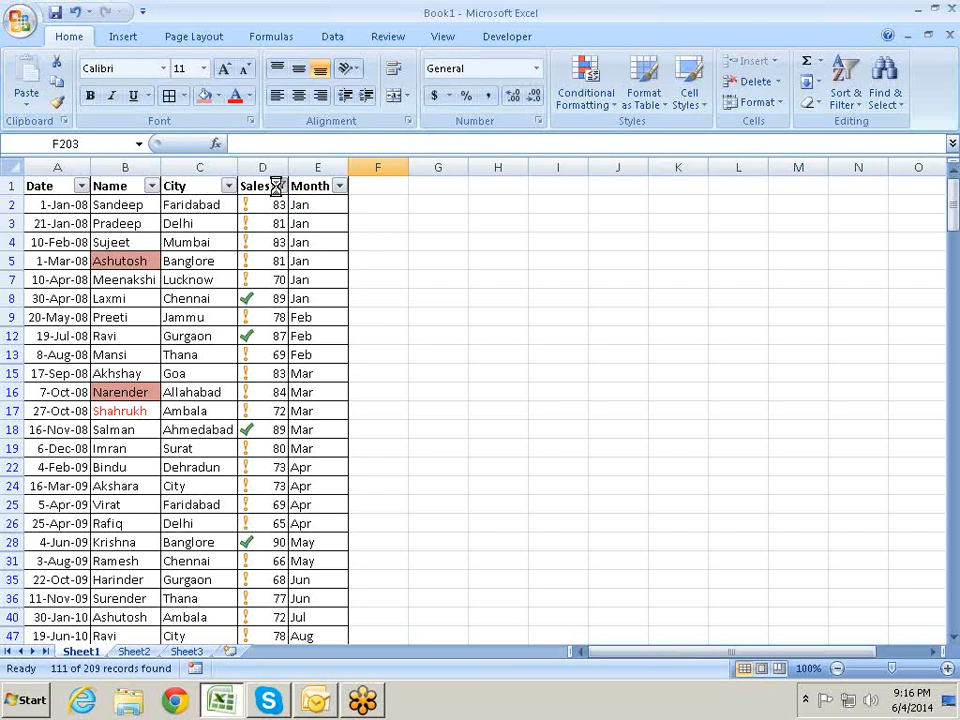 Book1 - Microsoft Excel
Home Insert Page Layout Formulas Data Review View Developer
Paste
Calibri 11
B I U
General
$ % ,
Conditional Formatting
Format as Table
Cell Styles
Insert
Delete
Format
Sort & Filter
Find & Select
Clipboard Font Alignment Number Styles Cells Editing
F203 fx
A B C D E F G H I J K L M N O
1 Date Name City Sales Month
2 1-Jan-08 Sandeep Faridabad 83 Jan
3 21-Jan-08 Pradeep Delhi 81 Jan
4 10-Feb-08 Sujeet Mumbai 83 Jan
5 1-Mar-08 Ashutosh Banglore 81 Jan
7 10-Apr-08 Meenakshi Lucknow 70 Jan
8 30-Apr-08 Laxmi Chennai 89 Jan
9 20-May-08 Preeti Jammu 78 Feb
12 19-Jul-08 Ravi Gurgaon 87 Feb
13 8-Aug-08 Mansi Thana 69 Feb
15 17-Sep-08 Akhshay Goa 83 Mar
16 7-Oct-08 Narender Allahabad 84 Mar
17 27-Oct-08 Shahrukh Ambala 72 Mar
18 16-Nov-08 Salman Ahmedabad 89 Mar
19 6-Dec-08 Imran Surat 80 Mar
22 4-Feb-09 Bindu Dehradun 73 Apr
24 16-Mar-09 Akshara City 73 Apr
25 5-Apr-09 Virat Faridabad 69 Apr
26 25-Apr-09 Rafiq Delhi 65 Apr
28 4-Jun-09 Krishna Banglore 90 May
31 3-Aug-09 Ramesh Chennai 66 May
35 22-Oct-09 Harinder Gurgaon 68 Jun
36 11-Nov-09 Surender Thana 77 Jun
40 30-Jan-10 Ashutosh Ambala 72 Jul
47 19-Jun-10 Ravi City 78 Aug
Sheet1 Sheet2 Sheet3
Ready 111 of 209 records found 100%
Start 9:16 PM
6/4/2014